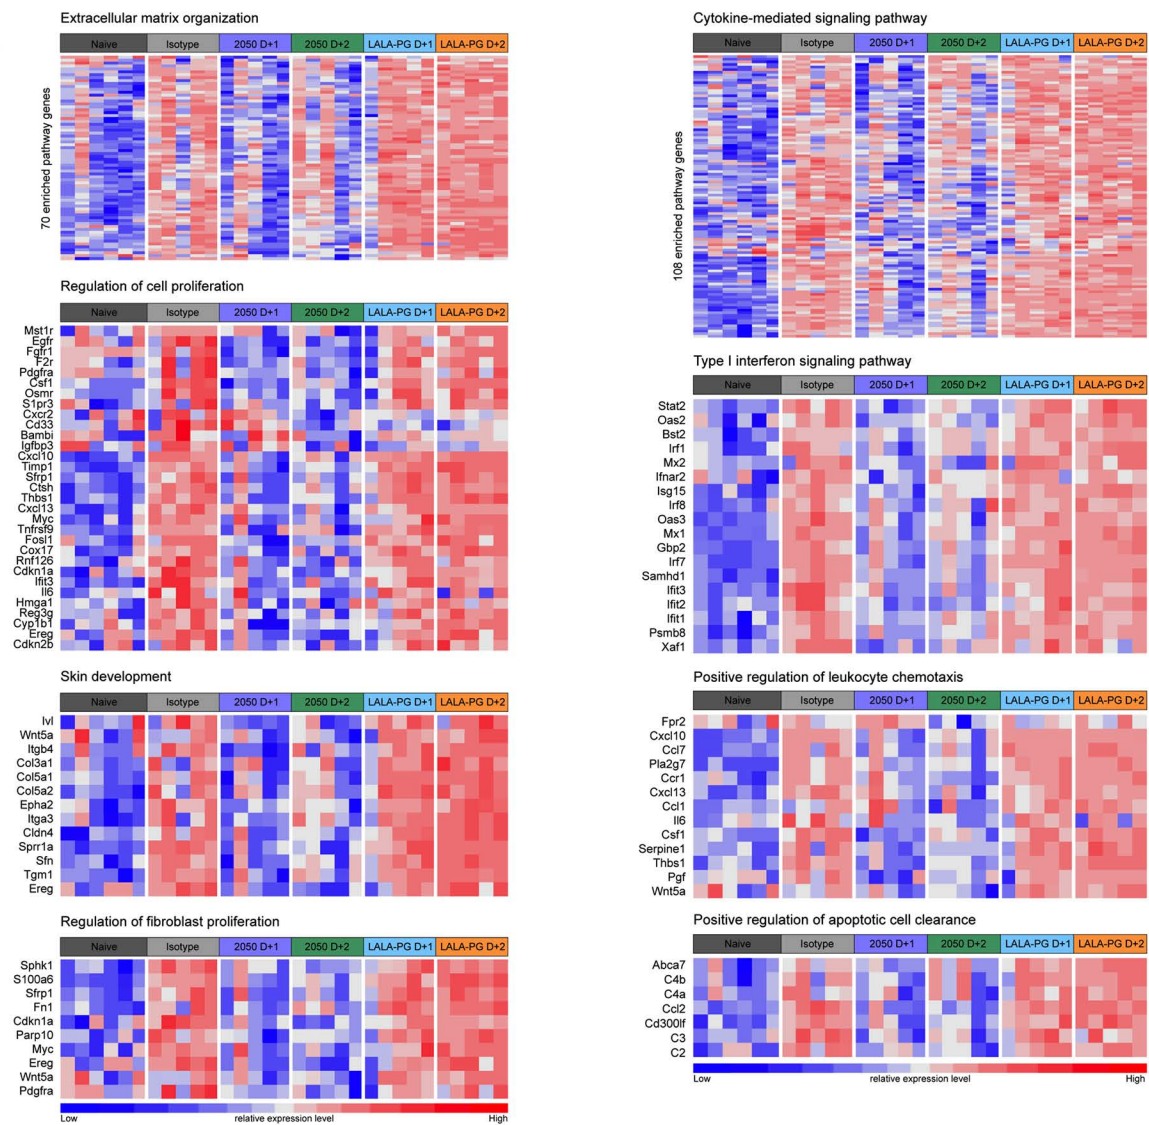 Extracellular matrix organization
Naive Isotype 2050 D+1 2050 D+2 LALA-PG D+1 LALA-PG D+2
70 enriched pathway genes
Regulation of cell proliferation
Naive Isotype 2050 D+1 2050 D+2 LALA-PG D+1 LALA-PG D+2
Mst1r
Egfr
Fgfr1
F2r
Pdgfra
Csf1
Osmr
S1pr3
Cxcr2
Cd33
Bambi
Igfbp3
Cxcl10
Timp1
Sfrp1
Ctsh
Thbs1
Cxcl13
Myc
Tnfrsf9
Fosl1
Cox17
Rnf126
Cdkn1a
Ifit3
Il6
Hmga1
Reg3g
Cyp1b1
Ereg
Cdkn2b
Skin development
Naive Isotype 2050 D+1 2050 D+2 LALA-PG D+1 LALA-PG D+2
Ivl
Wnt5a
Itgb4
Col3a1
Col5a1
Col5a2
Epha2
Itga3
Cldn4
Sprr1a
Sfn
Tgm1
Ereg
Regulation of fibroblast proliferation
Naive Isotype 2050 D+1 2050 D+2 LALA-PG D+1 LALA-PG D+2
Sphk1
S100a6
Sfrp1
Fn1
Cdkn1a
Parp10
Myc
Ereg
Wnt5a
Pdgfra
Low relative expression level High
Cytokine-mediated signaling pathway
Naive Isotype 2050 D+1 2050 D+2 LALA-PG D+1 LALA-PG D+2
108 enriched pathway genes
Type I interferon signaling pathway
Naive Isotype 2050 D+1 2050 D+2 LALA-PG D+1 LALA-PG D+2
Stat2
Oas2
Bst2
Irf1
Mx2
Ifnar2
Isg15
Irf8
Oas3
Mx1
Gbp2
Irf7
Samhd1
Ifit3
Ifit2
Ifit1
Psmb8
Xaf1
Positive regulation of leukocyte chemotaxis
Naive Isotype 2050 D+1 2050 D+2 LALA-PG D+1 LALA-PG D+2
Fpr2
Cxcl10
Ccl7
Pla2g7
Ccr1
Cxcl13
Ccl1
Il6
Csf1
Serpine1
Thbs1
Pgf
Wnt5a
Positive regulation of apoptotic cell clearance
Naive Isotype 2050 D+1 2050 D+2 LALA-PG D+1 LALA-PG D+2
Abca7
C4b
C4a
Ccl2
Cd300lf
C3
C2
Low relative expression level High